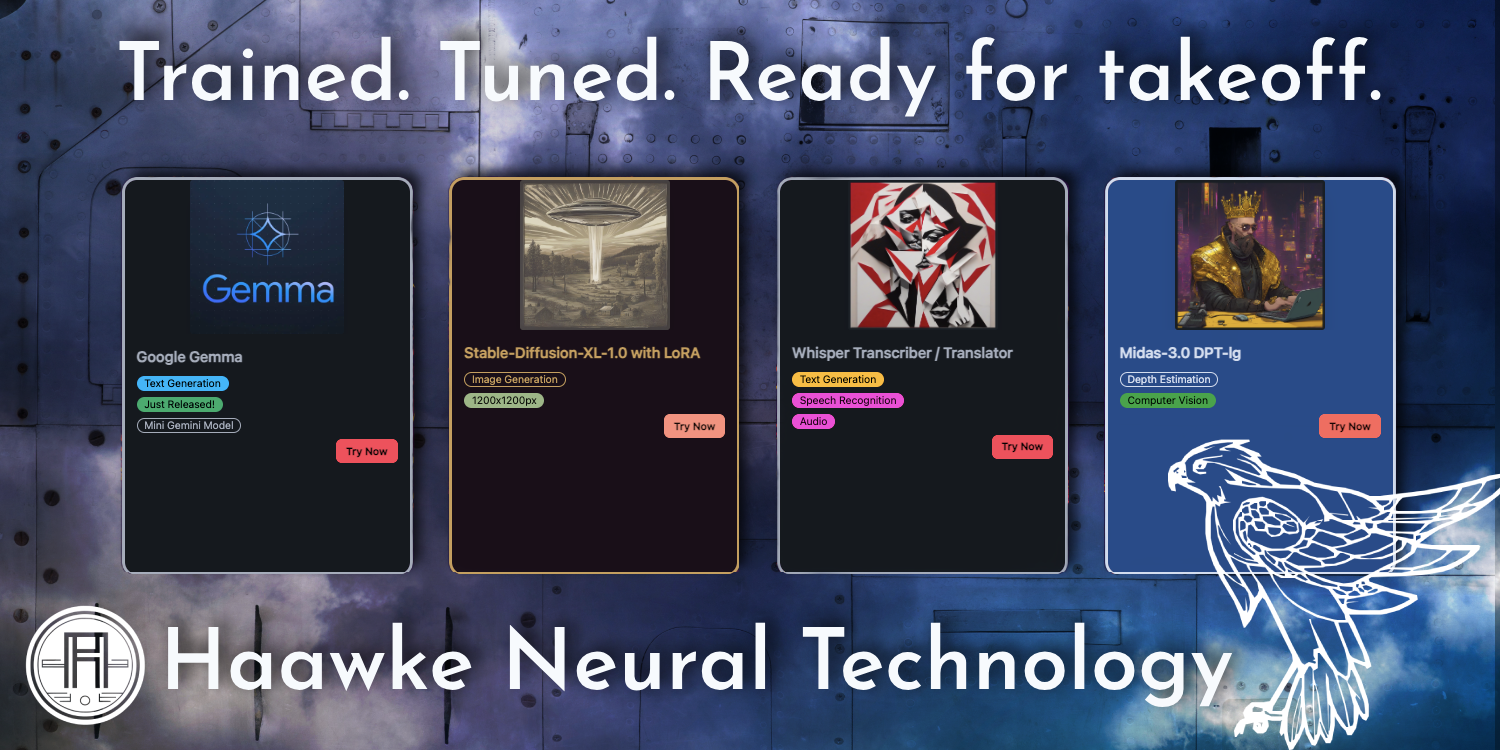 Trained. Tuned. Ready for takeoff.
Gemma
Google Gemma
Text Generation
Just Released!
Mini Gemini Model
Try Now
Stable-Diffusion-XL-1.0 with LoRA
Image Generation
1200x1200px
Try Now
Whisper Transcriber / Translator
Text Generation
Speech Recognition
Audio
Try Now
Midas-3.0 DPT-lg
Depth Estimation
Computer Vision
Try Now
Haawke Neural Technology